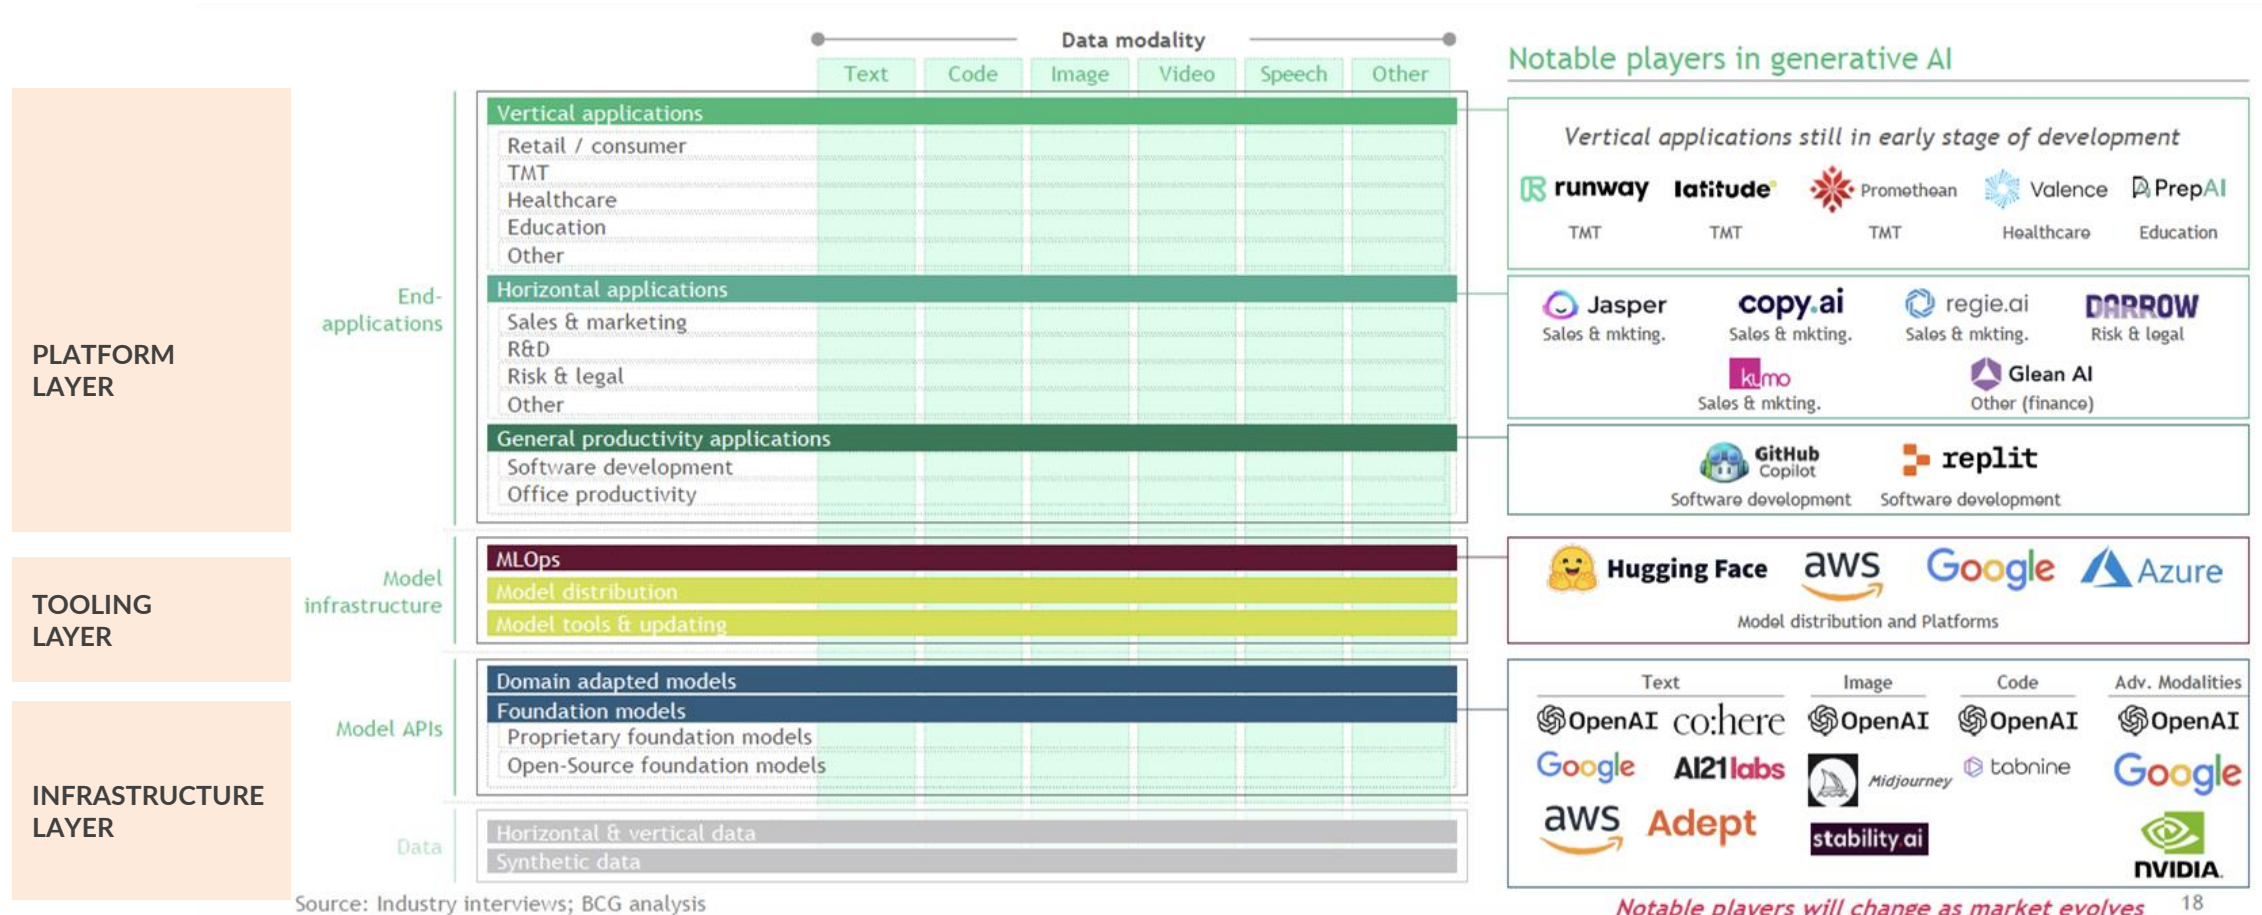 Data modality
Text Code Image Video Speech Other
Notable players in generative AI
PLATFORM
LAYER
End-
applications
Vertical applications
Retail / consumer
TMT
Healthcare
Education
Other
Horizontal applications
Sales & marketing
R&D
Risk & legal
Other
General productivity applications
Software development
Office productivity
Vertical applications still in early stage of development
runway latitude Promethean Valence PrepAI
TMT TMT TMT Healthcare Education
Jasper copy.ai regie.ai DARROW
Sales & mkting. Sales & mkting. Sales & mkting. Risk & legal
kumo Glean AI
Sales & mkting. Other (finance)
GitHub
Copilot
replit
Software development Software development
TOOLING
LAYER
Model
infrastructure
MLOps
Model distribution
Model tools & updating
Hugging Face aws Google Azure
Model distribution and Platforms
INFRASTRUCTURE
LAYER
Model APIs
Domain adapted models
Foundation models
Proprietary foundation models
Open-Source foundation models
Data
Horizontal & vertical data
Synthetic data
Text Image Code Adv. Modalities
OpenAI co:here OpenAI OpenAI OpenAI
Google AI21labs Midjourney tabnine Google
aws Adept stability.ai NVIDIA.
Source: Industry interviews; BCG analysis
Notable players will change as market evolves
18